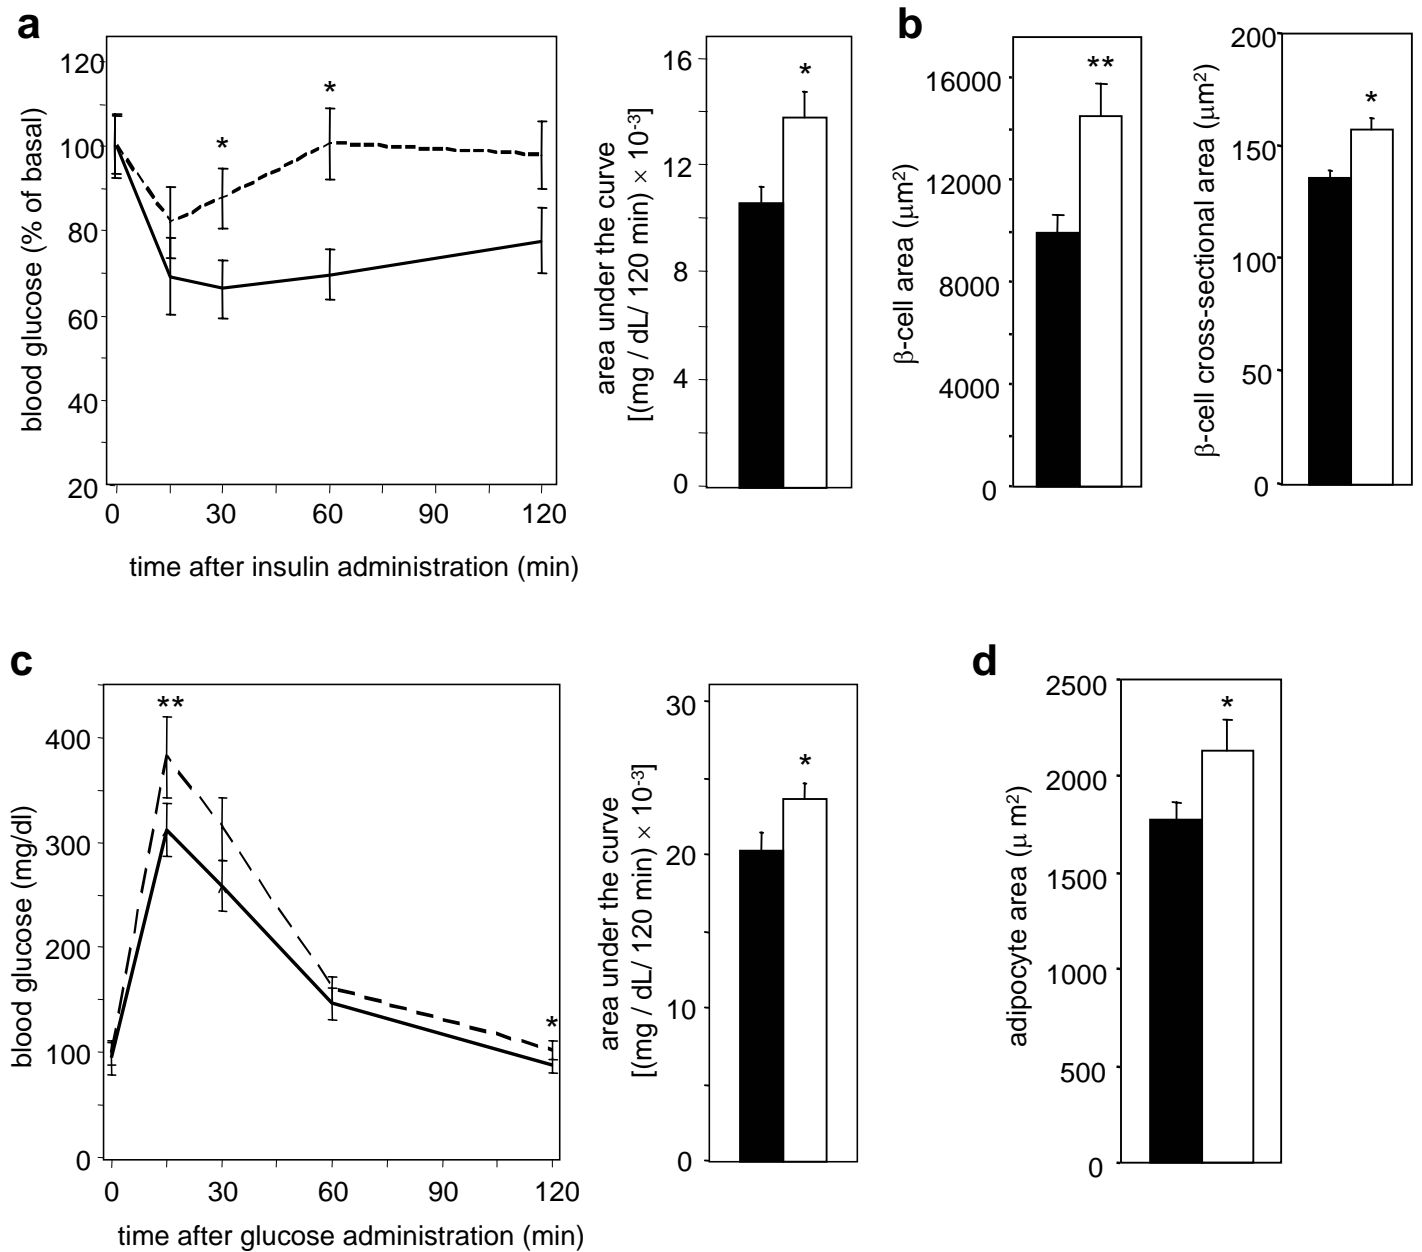 a
120
100
80
60
40
20
blood glucose (% of basal)
*
*
0 30 60 90 120
time after insulin administration (min)
16
12
8
4
0
area under the curve
[(mg / dL/ 120 min) × 10-3]
*
b
16000
12000
8000
4000
0
β-cell area (μm2)
**
200
150
100
50
0
β-cell cross-sectional area (μm2)
*
c
400
300
200
100
0
blood glucose (mg/dl)
**
*
0 30 60 90 120
time after glucose administration (min)
30
20
10
0
area under the curve
[(mg / dL/ 120 min) × 10-3]
*
d
2500
2000
1500
1000
500
0
adipocyte area (μ m2)
*